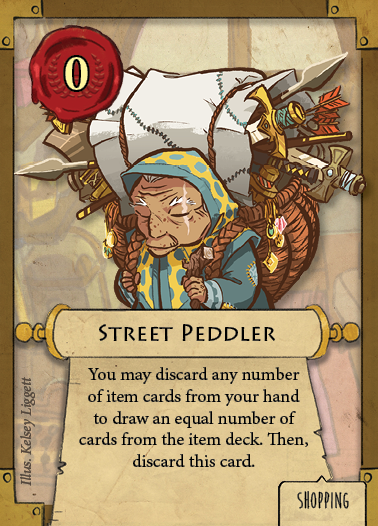 0
STREET PEDDLER
You may discard any number
of item cards from your hand
to draw an equal number of
cards from the item deck. Then,
discard this card.
Illus. Kelsey Liggett
SHOPPING